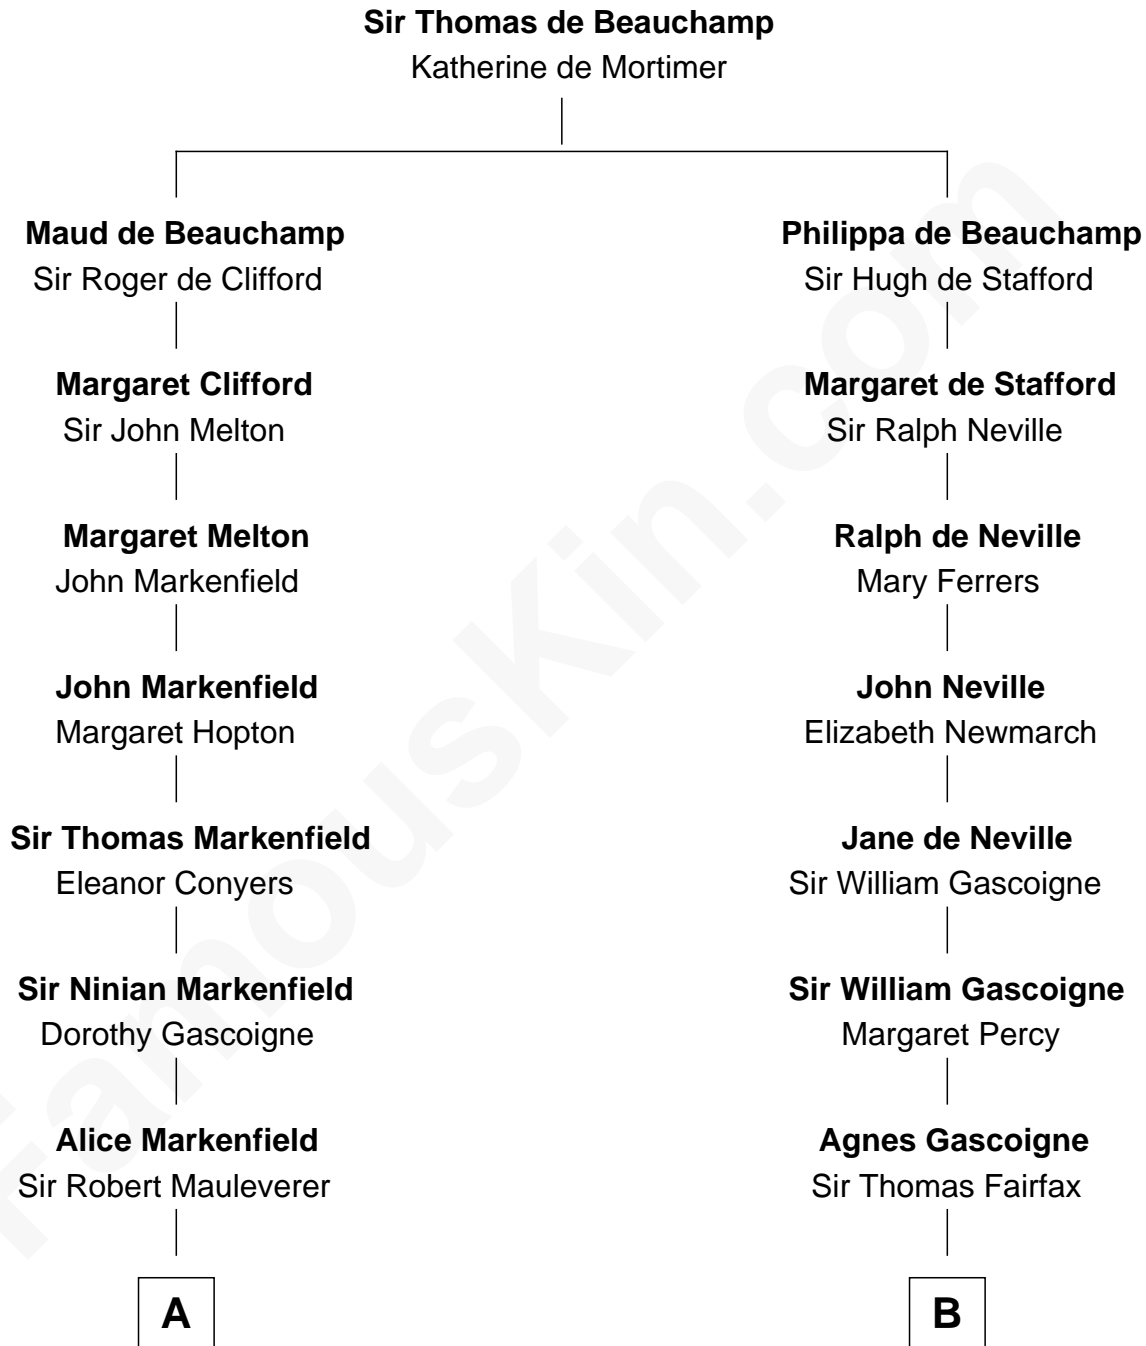 Sir Thomas de Beauchamp
Katherine de Mortimer
Maud de Beauchamp
Sir Roger de Clifford
Philippa de Beauchamp
Sir Hugh de Stafford
Margaret Clifford
Sir John Melton
Margaret de Stafford
Sir Ralph Neville
Margaret Melton
John Markenfield
Ralph de Neville
Mary Ferrers
John Markenfield
Margaret Hopton
John Neville
Elizabeth Newmarch
Sir Thomas Markenfield
Eleanor Conyers
Jane de Neville
Sir William Gascoigne
Sir Ninian Markenfield
Dorothy Gascoigne
Sir William Gascoigne
Margaret Percy
Alice Markenfield
Sir Robert Mauleverer
Agnes Gascoigne
Sir Thomas Fairfax
A
B
FamousKin.com